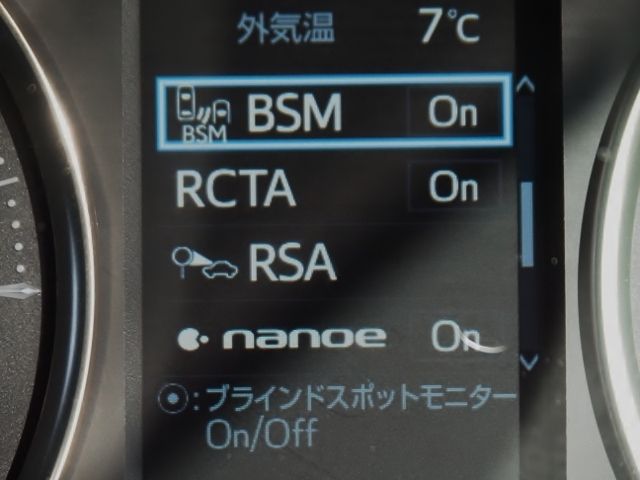 外気温 7℃
BSM BSM On
RCTA On
RSA
nanoe On
⦿:ブラインドスポットモニター
On/Off